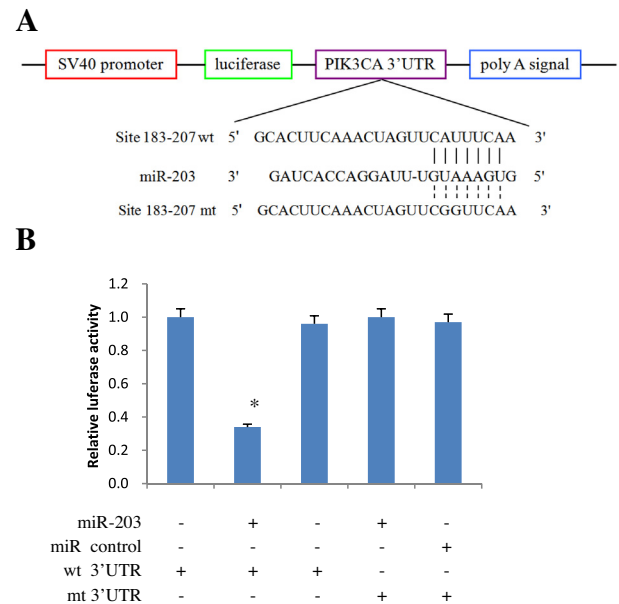 A
SV40 promoter luciferase PIK3CA 3’UTR poly A signal
Site 183-207 wt 5' GCACUUCAAACUAGUUCAUUUCAA 3'
miR-203 3' GAUCACCAGGAUU-UGUAAAGUG 5'
Site 183-207 mt 5' GCACUUCAAACUAGUUCGGUUCAA 3'
B
Relative luferase activity
1.2
1.0
0.8
0.6
0.4
0.2
0.0
*
miR-203 - + - + -
miR control - - - - +
wt 3’UTR + + + - -
mt 3’UTR - - - + +